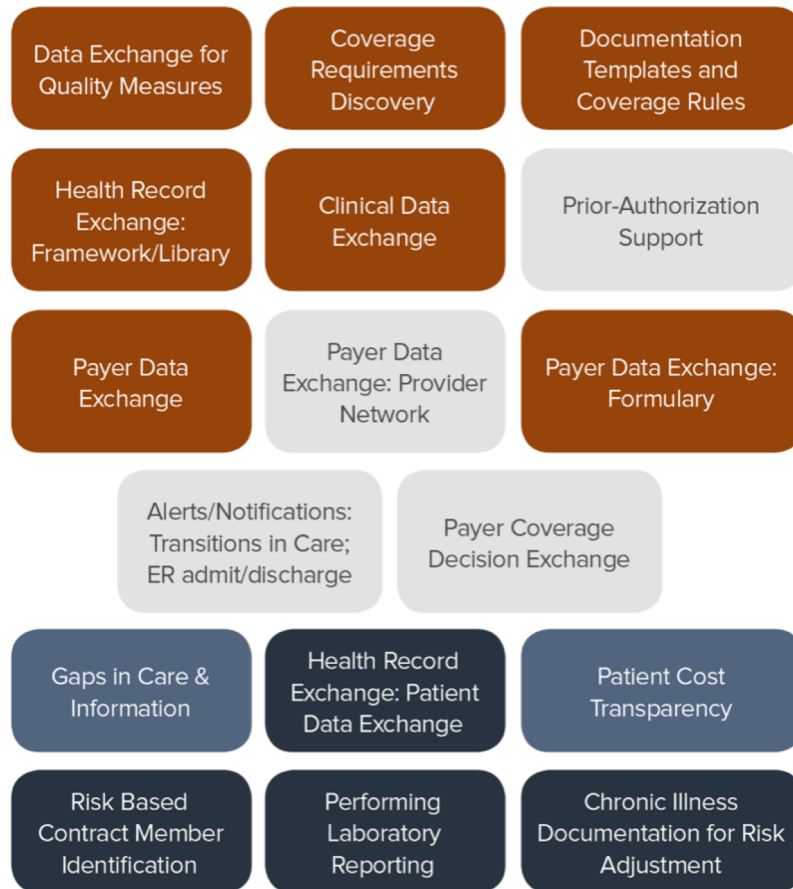 Data Exchange for
Quality Measures
Coverage
Requirements
Discovery
Documentation
Templates and
Coverage Rules
Health Record
Exchange:
Framework/Library
Clinical Data
Exchange
Prior-Authorization
Support
Payer Data
Exchange
Payer Data
Exchange: Provider
Network
Payer Data Exchange:
Formulary
Alerts/Notifications:
Transitions in Care;
ER admit/discharge
Payer Coverage
Decision Exchange
Gaps in Care &
Information
Health Record
Exchange: Patient
Data Exchange
Patient Cost
Transparency
Risk Based
Contract Member
Identification
Performing
Laboratory
Reporting
Chronic Illness
Documentation for Risk
Adjustment